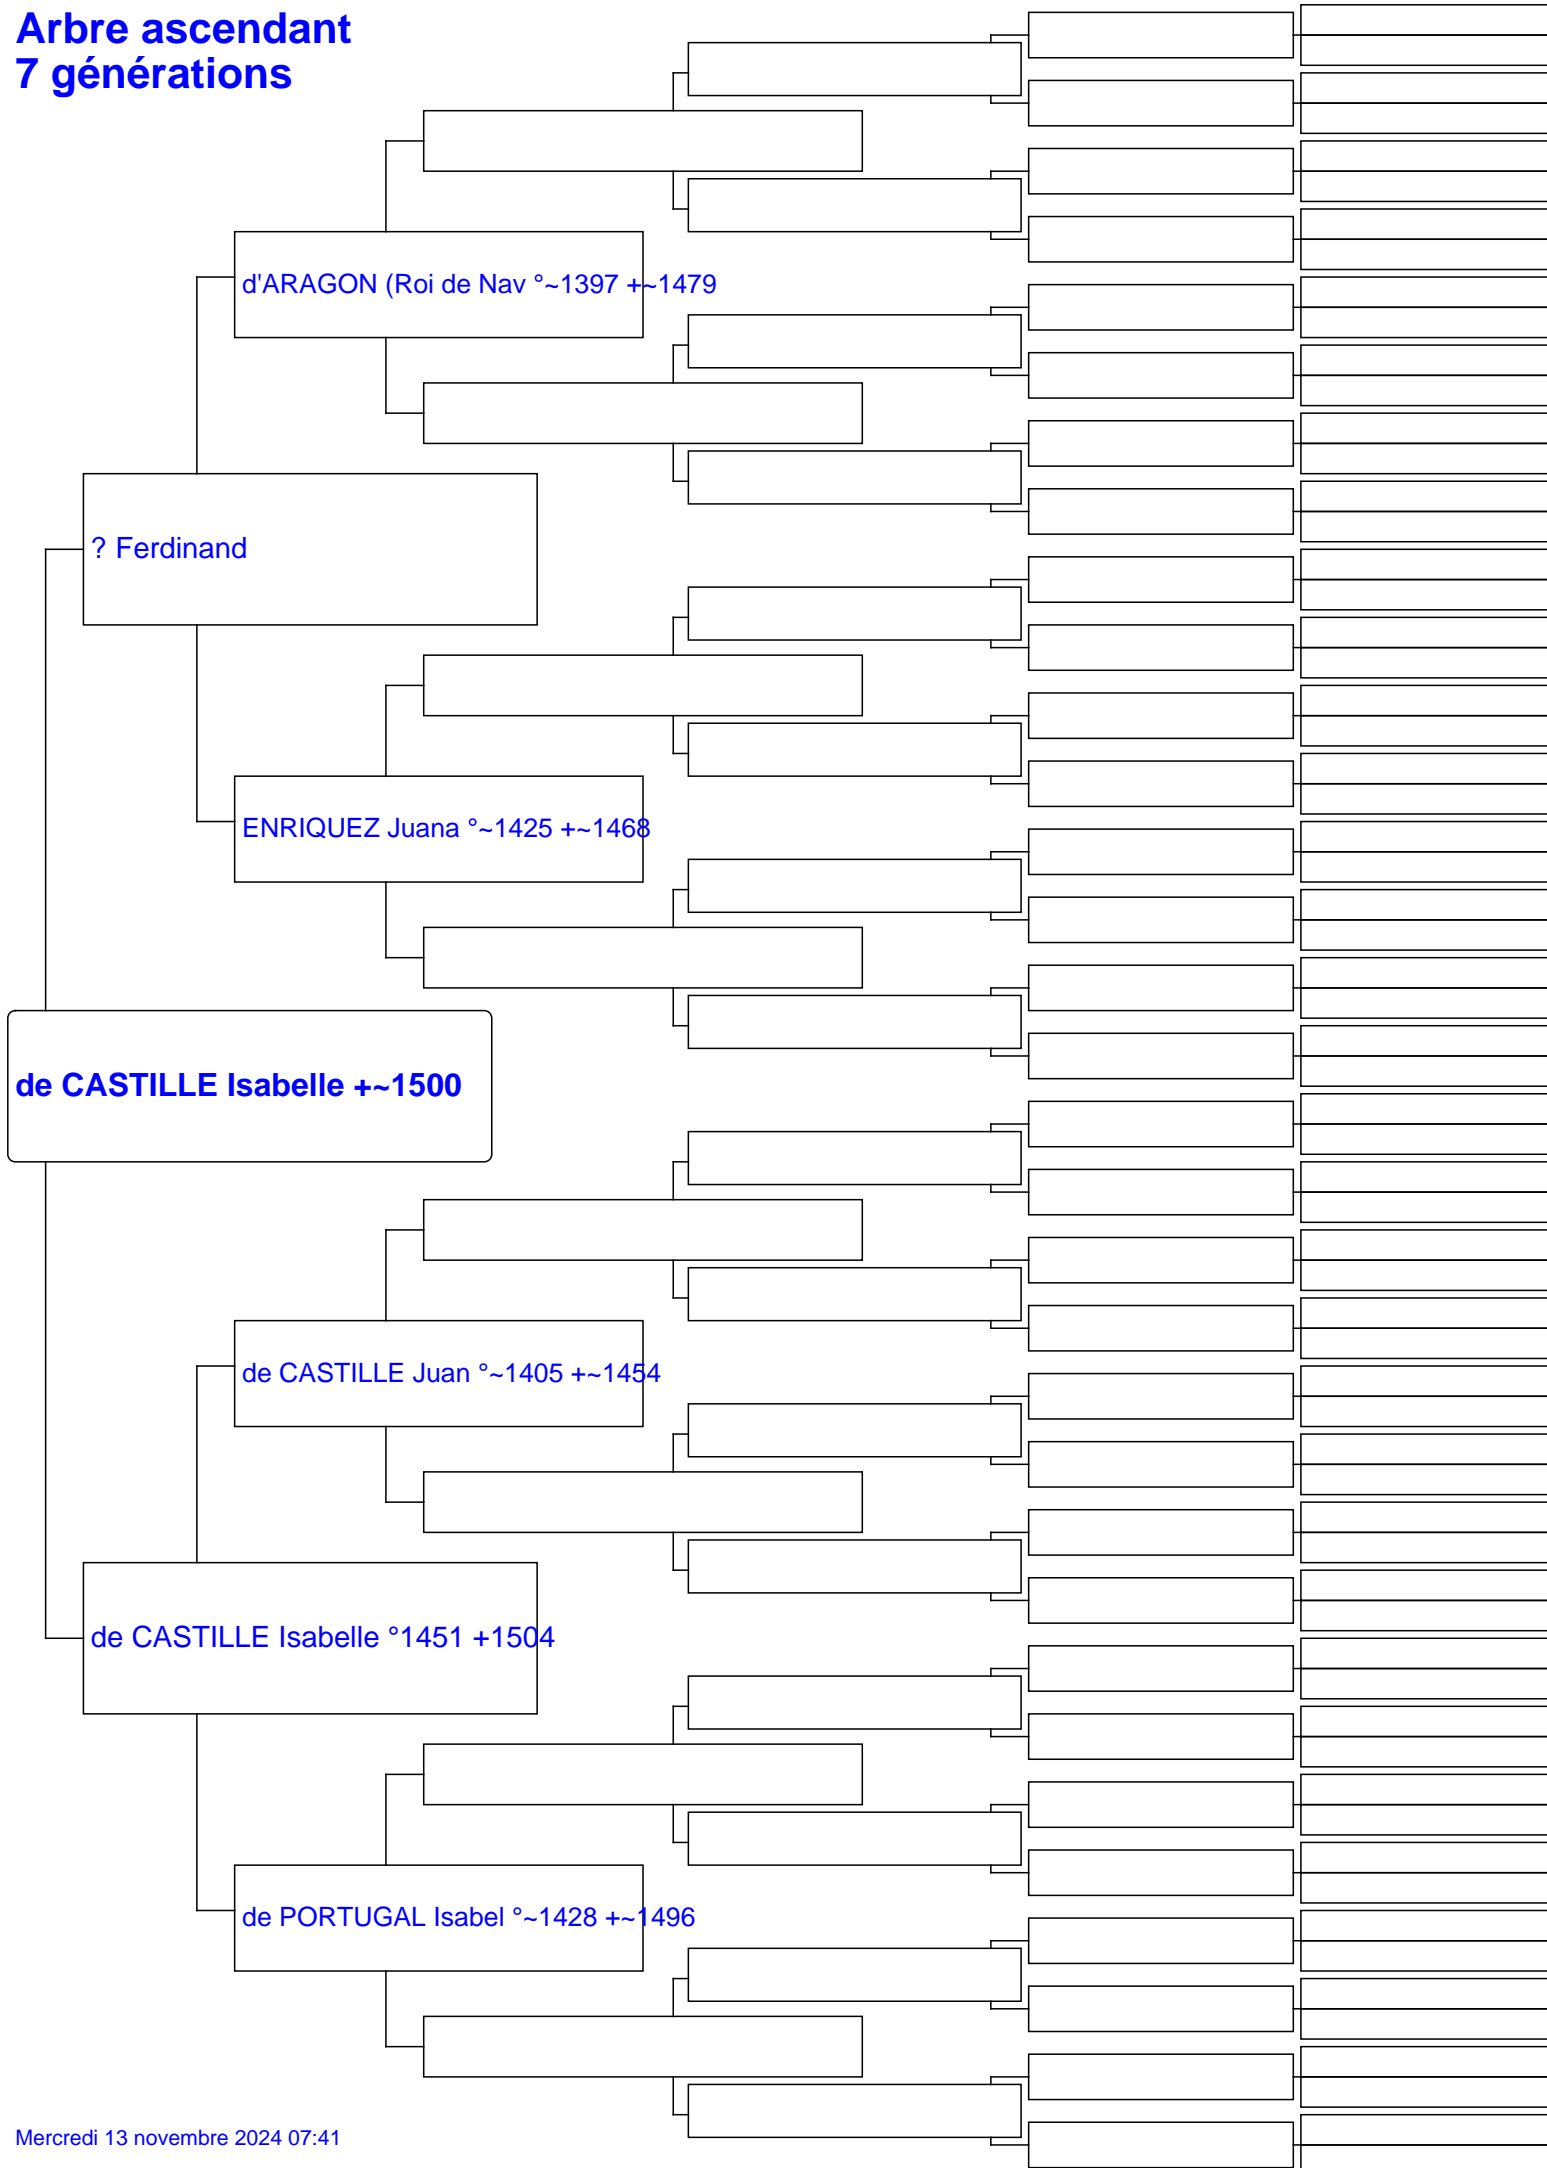 Arbre ascendant
7 générations
d'ARAGON (Roi de Nav °~1397 +~1479
? Ferdinand
ENRIQUEZ Juana °~1425 +~1468
de CASTILLE Isabelle +~1500
de CASTILLE Juan °~1405 +~1454
de CASTILLE Isabelle °1451 +1504
de PORTUGAL Isabel °~1428 +~1496
Mercredi 13 novembre 2024 07:41